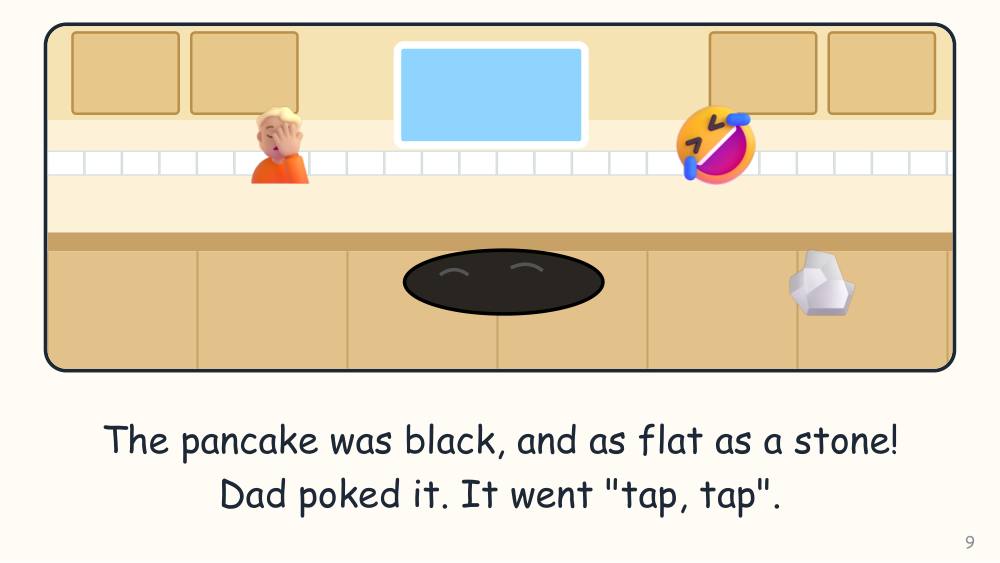 The pancake was black, and as flat as a stone!
Dad poked it. It went "tap, tap".
9